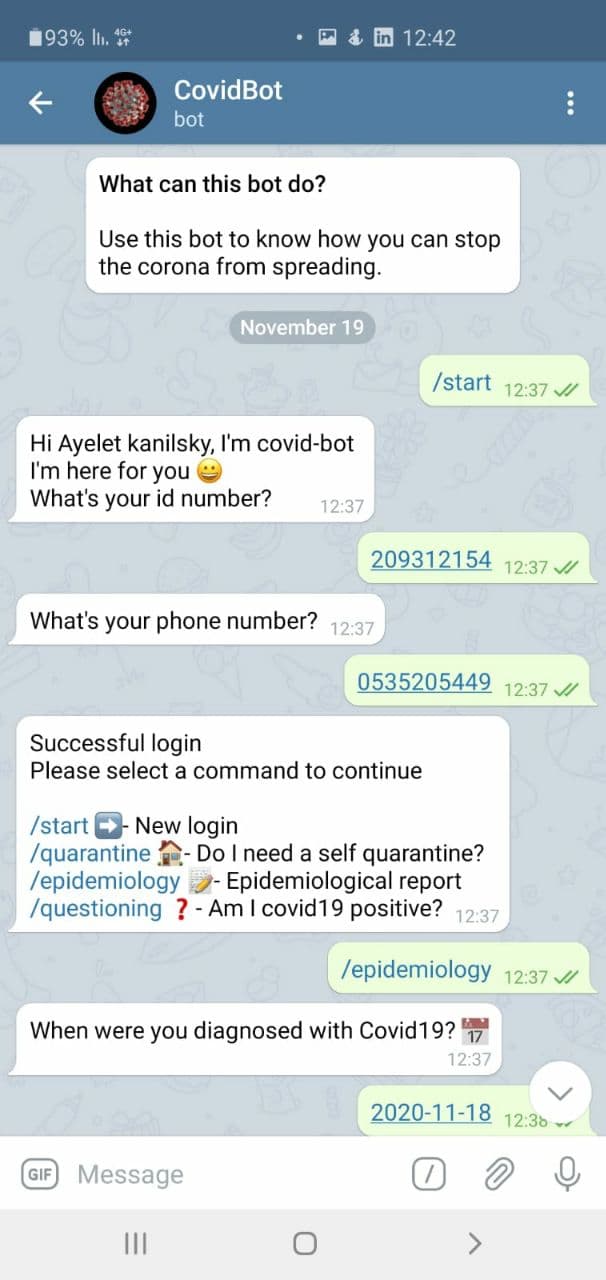 93% 4G+ 12:42
CovidBot
bot
What can this bot do?
Use this bot to know how you can stop
the corona from spreading.
November 19
/start 12:37
Hi Ayelet kanilsky, I'm covid-bot
I'm here for you 😀
What's your id number? 12:37
209312154 12:37
What's your phone number? 12:37
0535205449 12:37
Successful login
Please select a command to continue
/start ➡️- New login
/quarantine 🏠- Do I need a self quarantine?
/epidemiology 📝- Epidemiological report
/questioning ❓ - Am I covid19 positive? 12:37
/epidemiology 12:37
When were you diagnosed with Covid19? 📅
12:37
2020-11-18 12:38
GIF Message